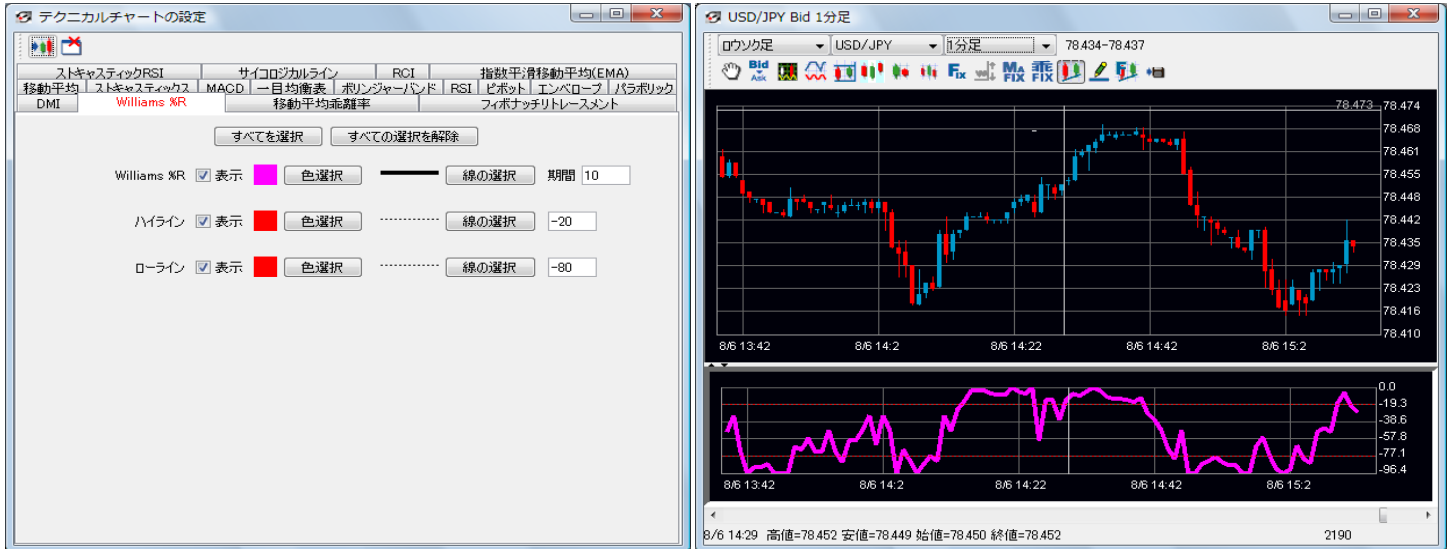 テクニカルチャートの設定
ストキャスティックRSI サイコロジカルライン RCI 指数平滑移動平均(EMA)
移動平均 ストキャスティックス MACD 一目均衡表 ボリンジャーバンド RSI ピボット エンベロープ パラボリック
DMI Williams %R 移動平均乖離率 フィボナッチリトレースメント
すべてを選択 すべての選択を解除
Williams %R 表示 色選択 線の選択 期間 10
ハイライン 表示 色選択 線の選択 -20
ローライン 表示 色選択 線の選択 -80
USD/JPY Bid 1分足
ロウソク足 USD/JPY 1分足 78.434-78.437
Bid Ask Fix MA FIX 乖離 FIX
78.473 78.474
78.468
78.461
78.455
78.448
78.442
78.435
78.429
78.423
78.416
78.410
8/6 13:42 8/6 14:2 8/6 14:22 8/6 14:42 8/6 15:2
0.0
-19.3
-38.6
-57.8
-77.1
-96.4
8/6 13:42 8/6 14:2 8/6 14:22 8/6 14:42 8/6 15:2
8/6 14:29 高値=78.452 安値=78.449 始値=78.450 終値=78.452 2190